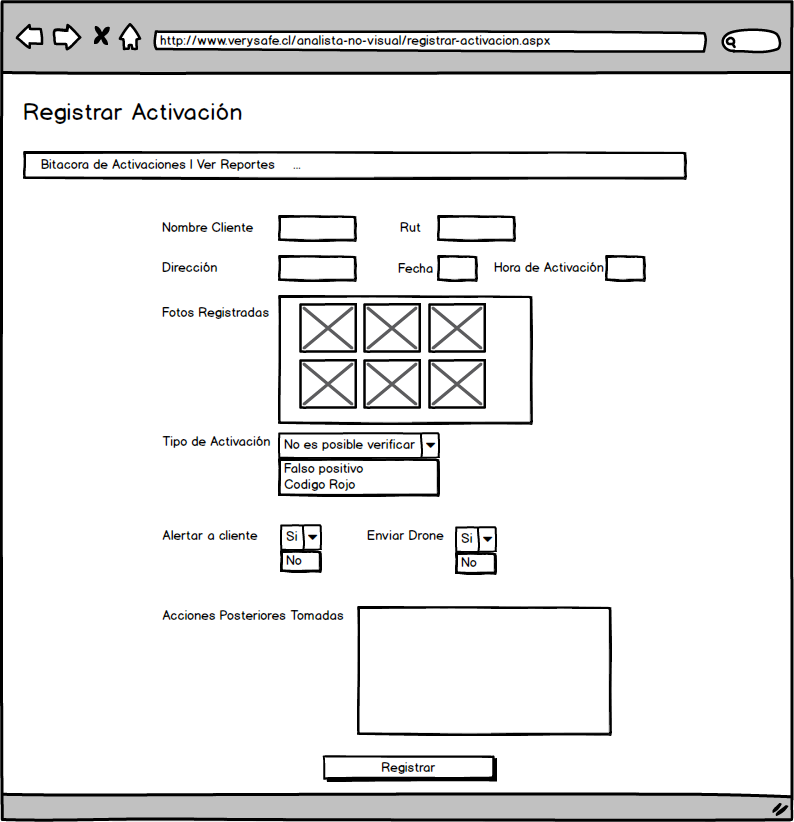 http://www.verysafe.cl/analista-no-visual/registrar-activacion.aspx
Registrar Activación
Bitacora de Activaciones | Ver Reportes ...
Nombre Cliente Rut
Dirección Fecha Hora de Activación
Fotos Registradas
Tipo de Activación No es posible verificar
Falso positivo
Codigo Rojo
Alertar a cliente Si Enviar Drone Si
No No
Acciones Posteriores Tomadas
Registrar